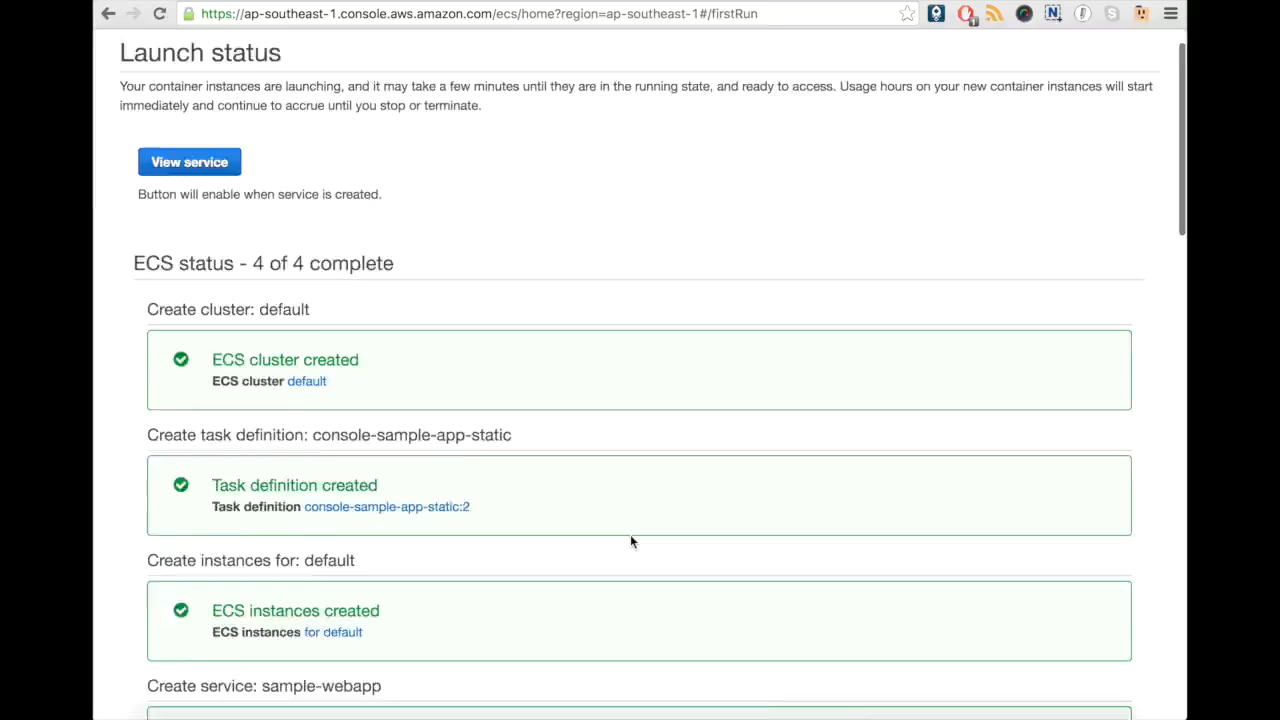 https://ap-southeast-1.console.aws.amazon.com/ecs/home?region=ap-southeast-1#/firstRun
Launch status
Your container instances are launching, and it may take a few minutes until they are in the running state, and ready to access. Usage hours on your new container instances will start
immediately and continue to accrue until you stop or terminate.
View service
Button will enable when service is created.
ECS status - 4 of 4 complete
Create cluster: default
ECS cluster created
ECS cluster default
Create task definition: console-sample-app-static
Task definition created
Task definition console-sample-app-static:2
Create instances for: default
ECS instances created
ECS instances for default
Create service: sample-webapp